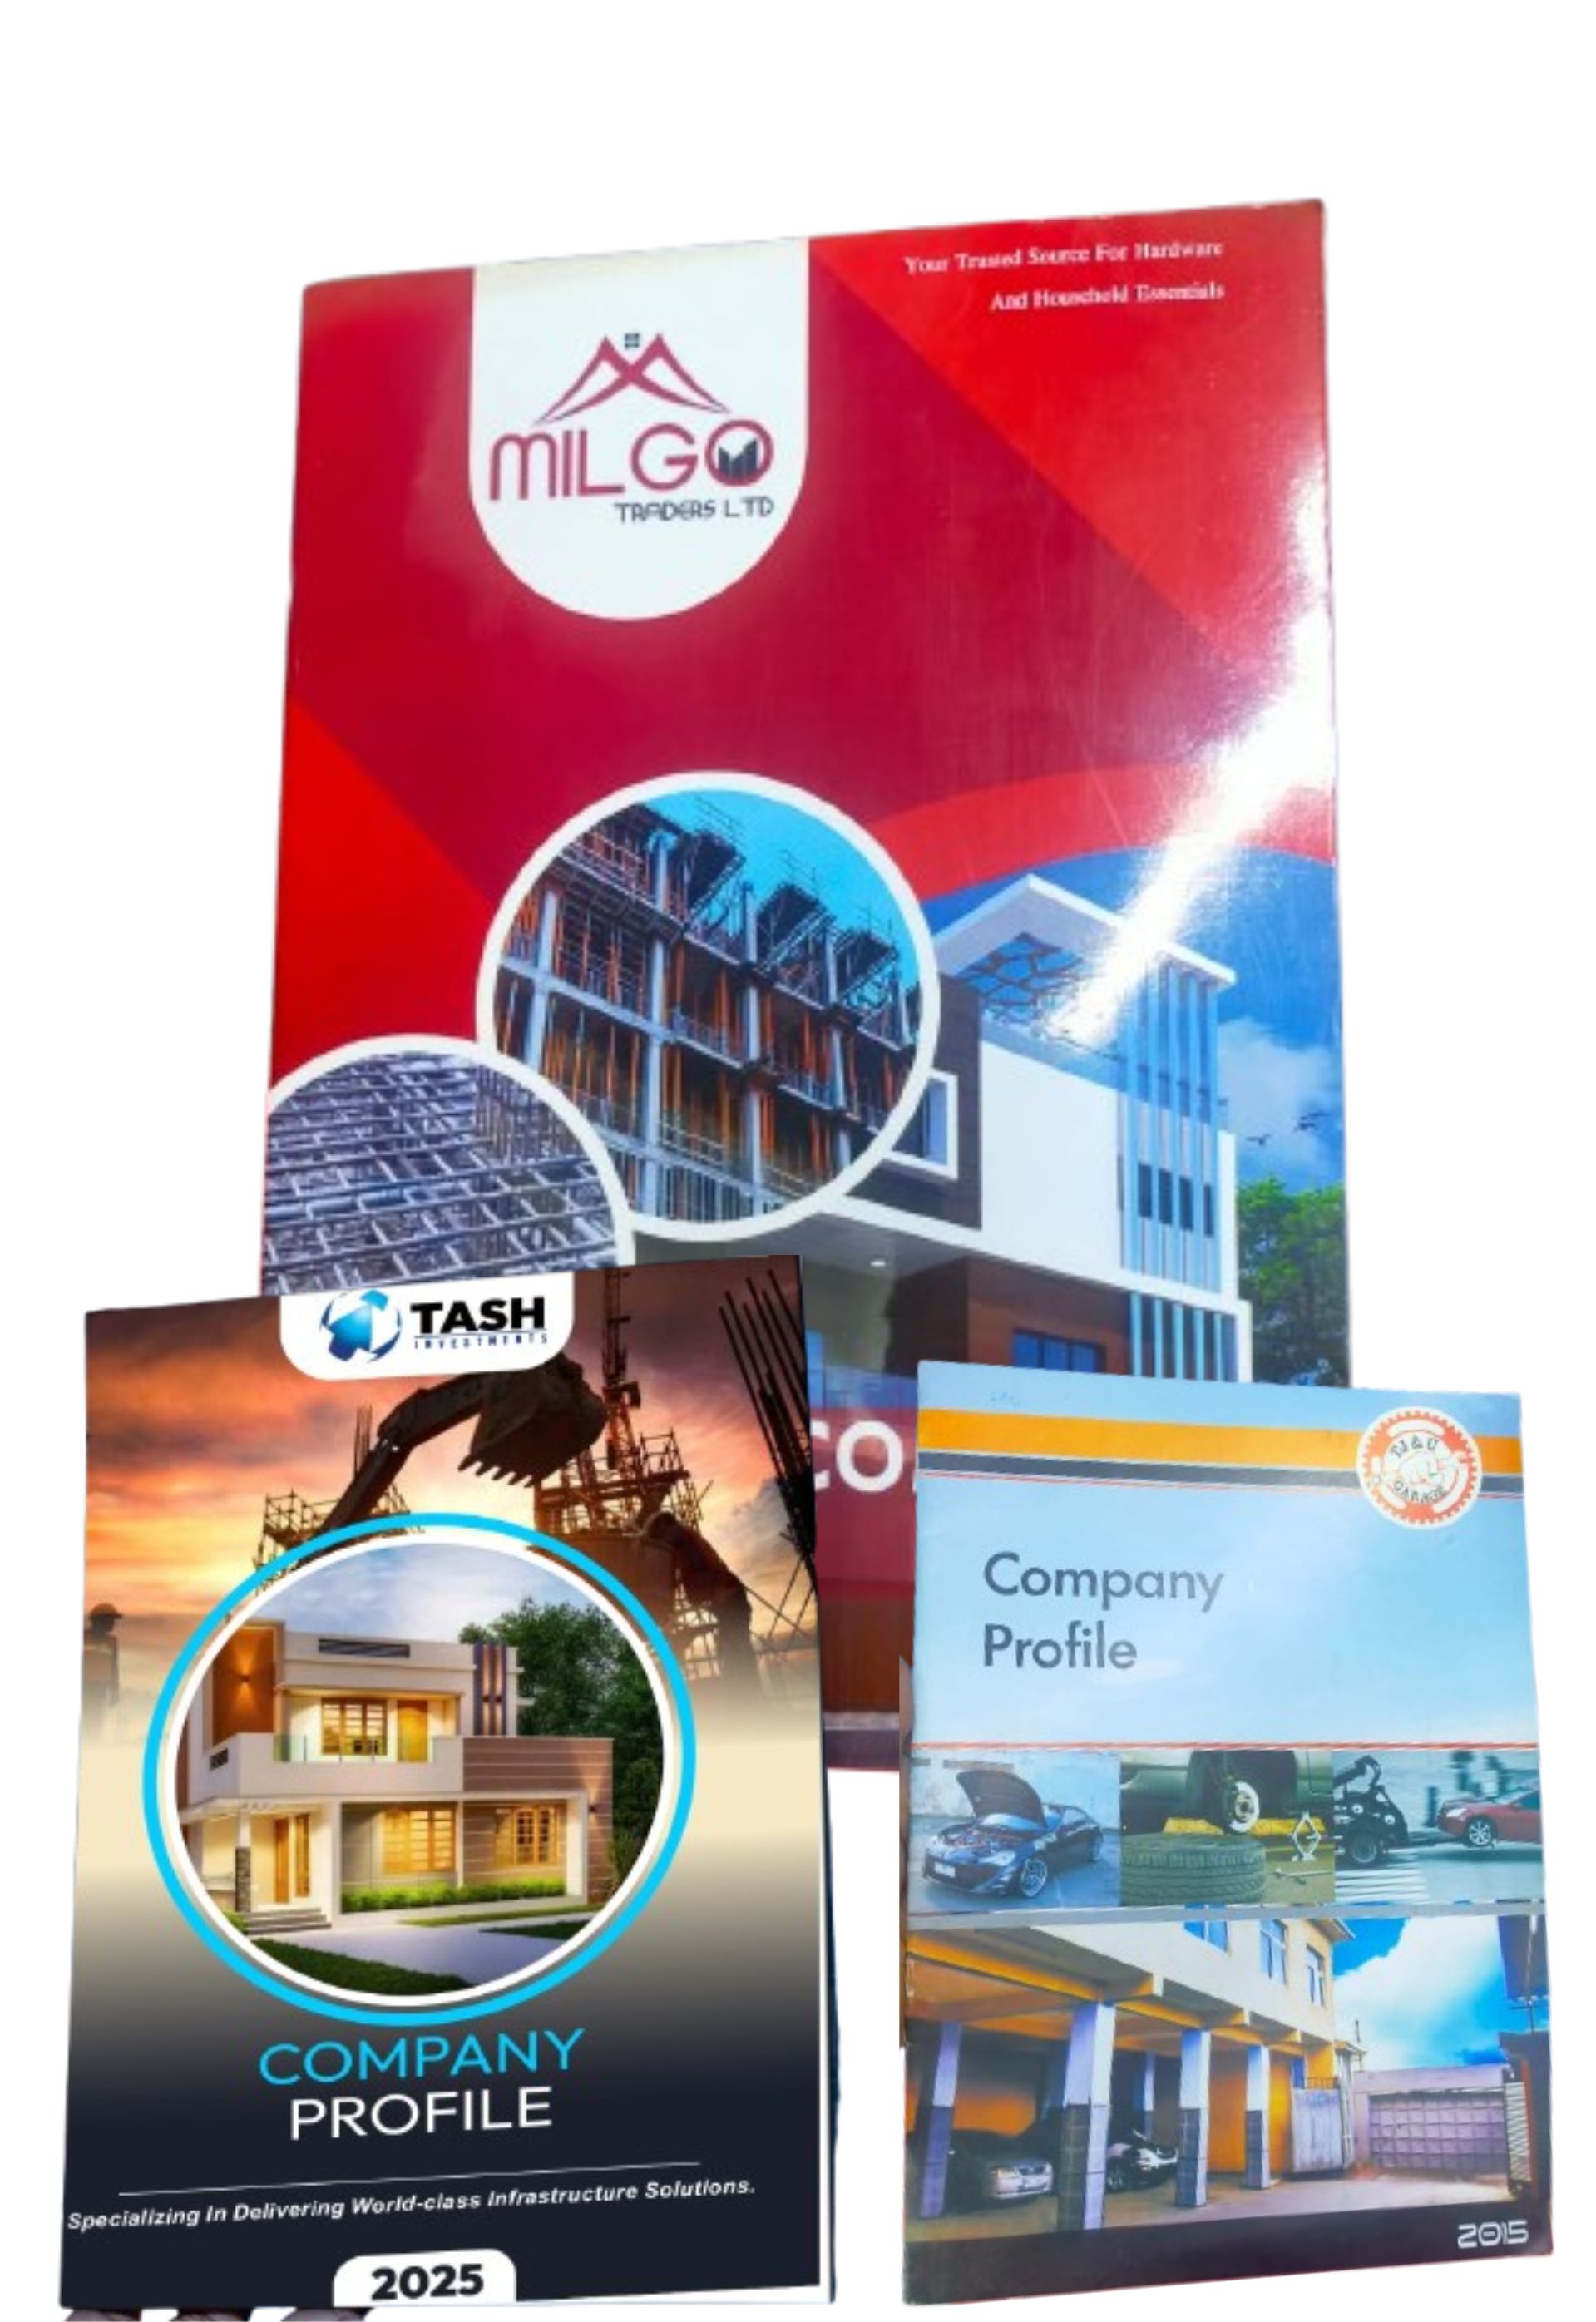 Your Trusted Source For Hardware
And Household Essentials
MILGO
TRADERS LTD
CO
TASH
INVESTMENTS
COMPANY
PROFILE
Specializing In Delivering World-class Infrastructure Solutions.
2025
GARAGE
Company
Profile
2015